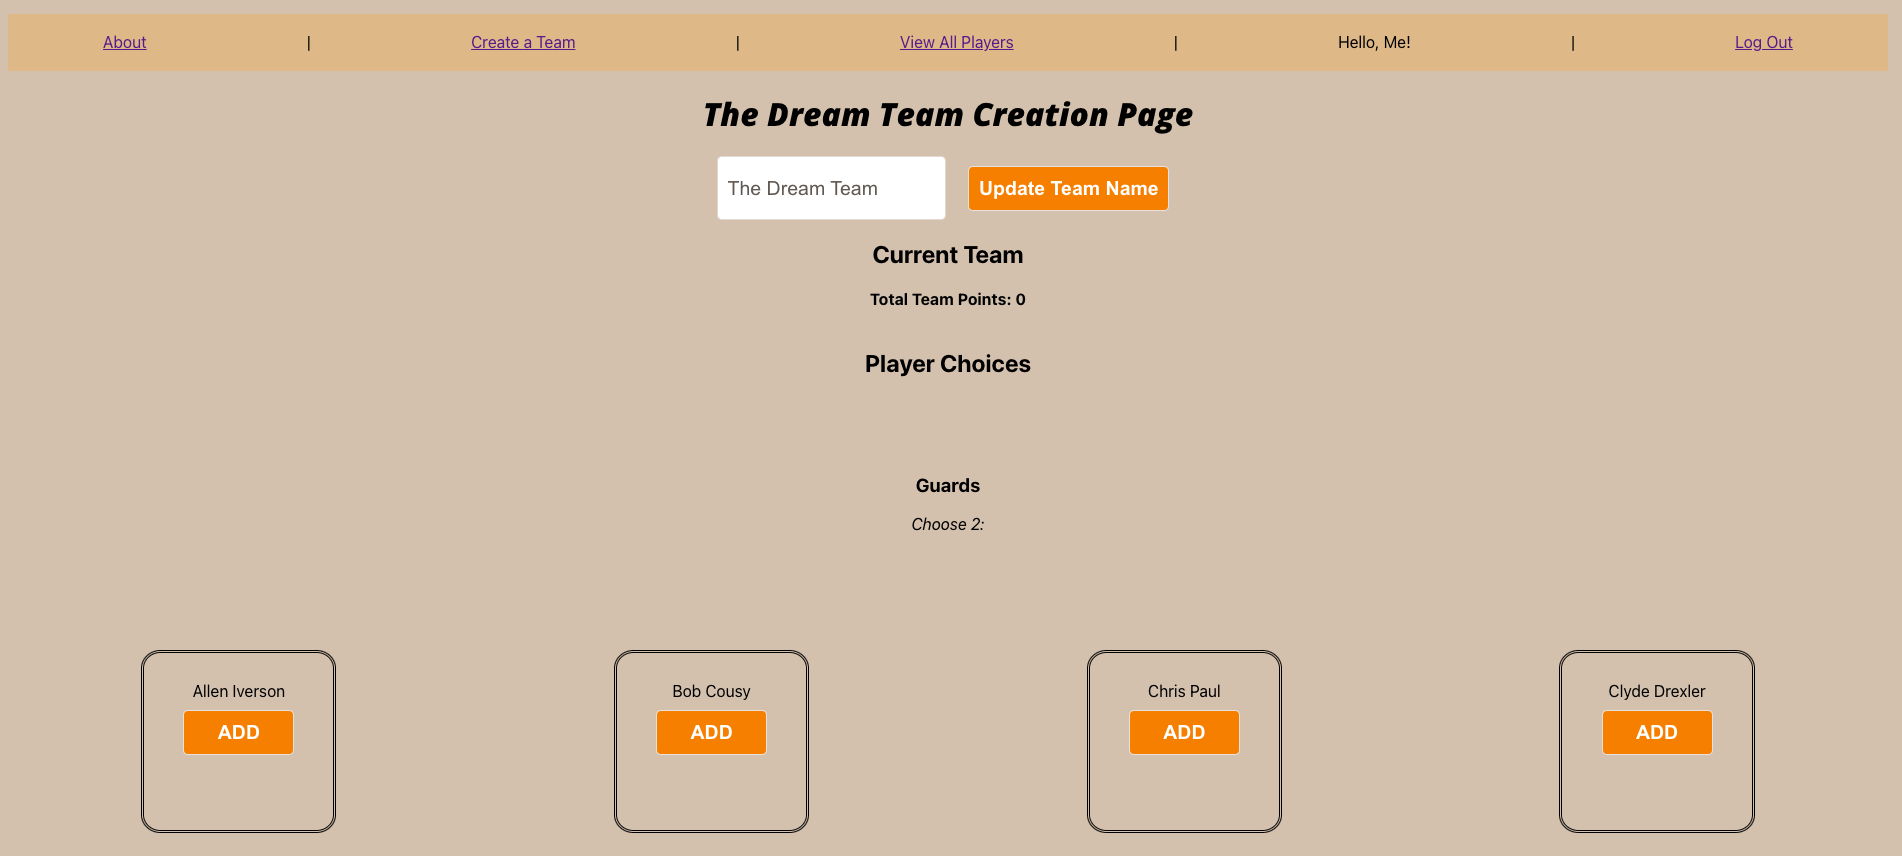 About | Create a Team | View All Players | Hello, Me! | Log Out
The Dream Team Creation Page
The Dream Team Update Team Name
Current Team
Total Team Points: 0
Player Choices
Guards
Choose 2:
Allen Iverson Bob Cousy Chris Paul Clyde Drexler
ADD ADD ADD ADD